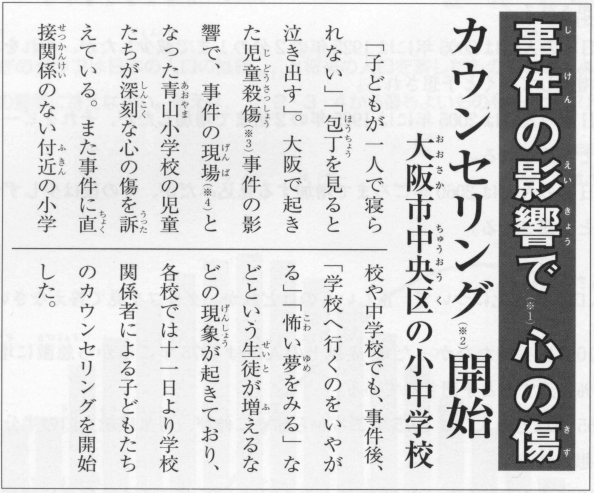 事件の影響で(※1)心の傷
カウンセリング(※2)開始
大阪市中央区の小中学校
「子どもが一人で寝ら
れない」「包丁を見ると
泣き出す」。大阪で起き
た児童殺傷(※3)事件の影
響で、事件の現場(※4)と
なった青山小学校の児童
たちが深刻な心の傷を訴
えている。また事件に直
接関係のない付近の小学
校や中学校でも、事件後、
「学校へ行くのをいやが
る」「怖い夢をみる」な
どという生徒が増えるな
どの現象が起きており、
各校では十一日より学校
関係者による子どもたち
のカウンセリングを開始
した。